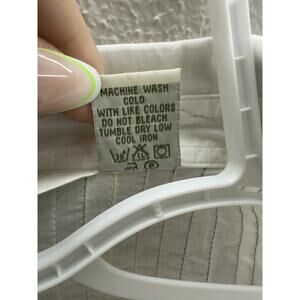 MACHINE WASH
COLD
WITH LIKE COLORS
DO NOT BLEACH
TUMBLE DRY LOW
COOL IRON